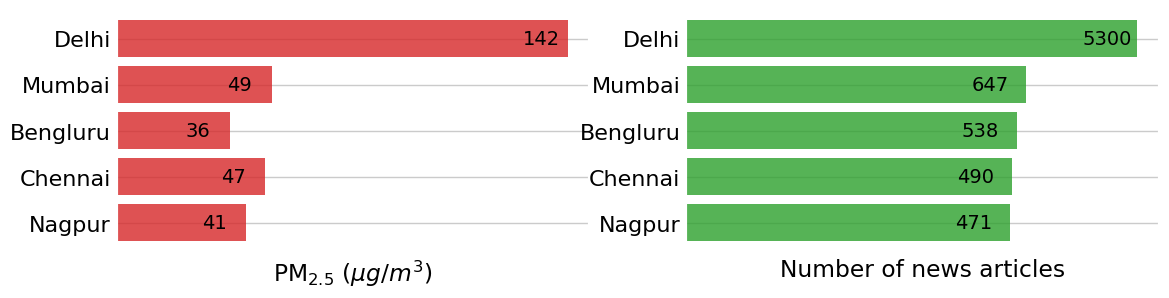 Delhi 142
Mumbai 49
Bengluru 36
Chennai 47
Nagpur 41
PM₂.₅ (μg/m³)
Delhi 5300
Mumbai 647
Bengluru 538
Chennai 490
Nagpur 471
Number of news articles